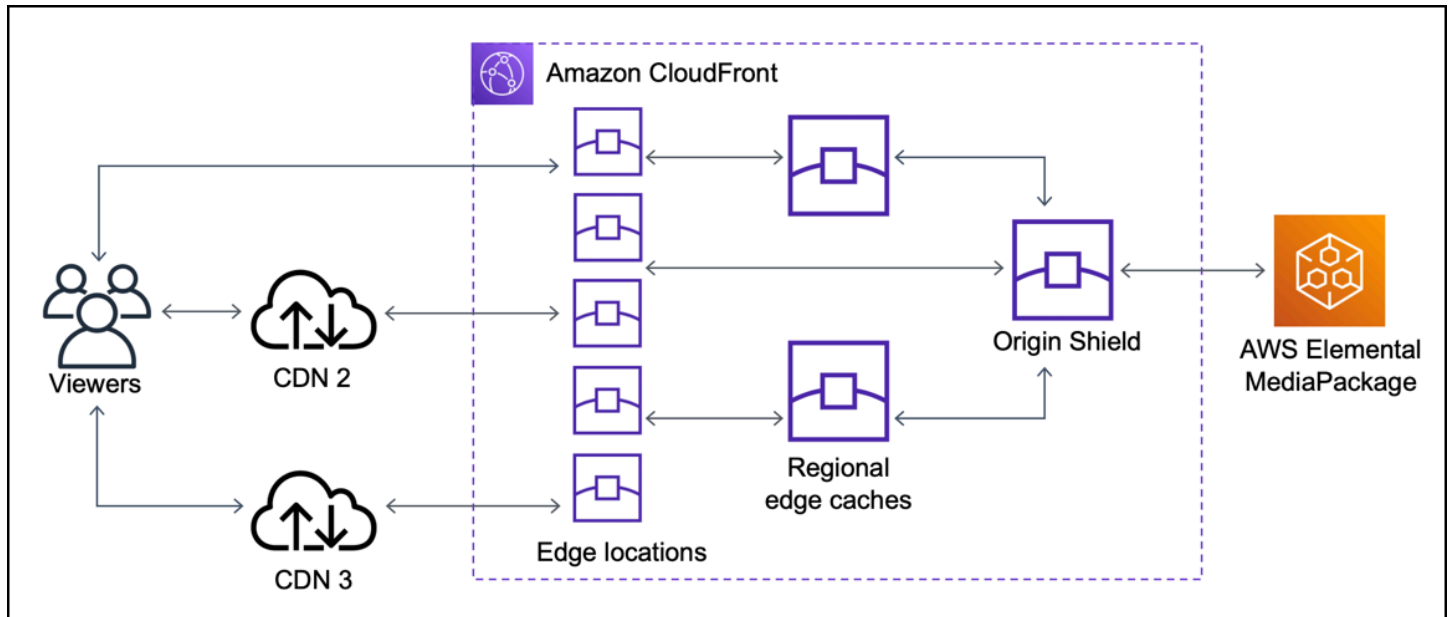 Amazon CloudFront
Viewers
CDN 2
CDN 3
Edge locations
Regional
edge caches
Origin Shield
AWS Elemental
MediaPackage